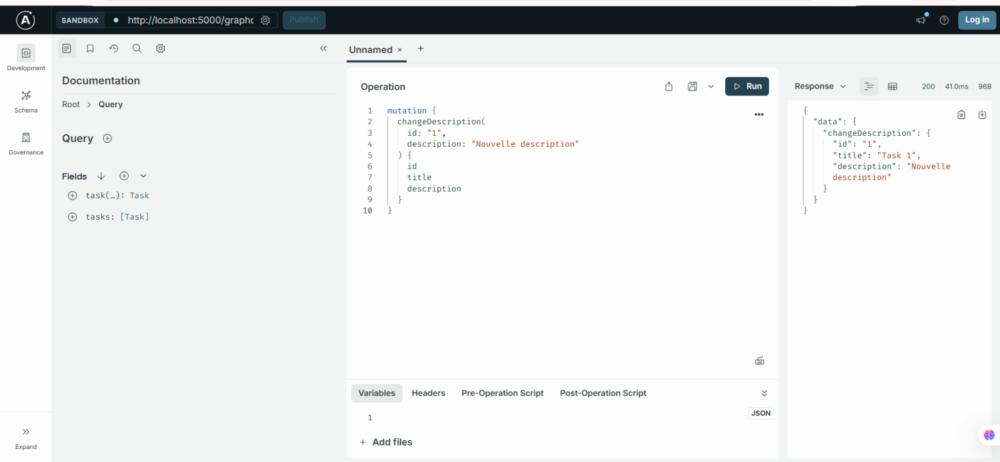 SANDBOX
http://localhost:5000/graphc
Publish
Log in
Development
Schema
Governance
Expand
Documentation
Root > Query
Query
Fields
task(…): Task
tasks: [Task]
Unnamed ×
+
Operation
Run
1 mutation {
2 changeDescription(
3 id: "1",
4 description: "Nouvelle description"
5 ) {
6 id
7 title
8 description
9 }
10 }
Variables
Headers
Pre-Operation Script
Post-Operation Script
1
JSON
+ Add files
Response
200
41.0ms
96B
{
"data": {
"changeDescription": {
"id": "1",
"title": "Task 1",
"description": "Nouvelle
description"
}
}
}